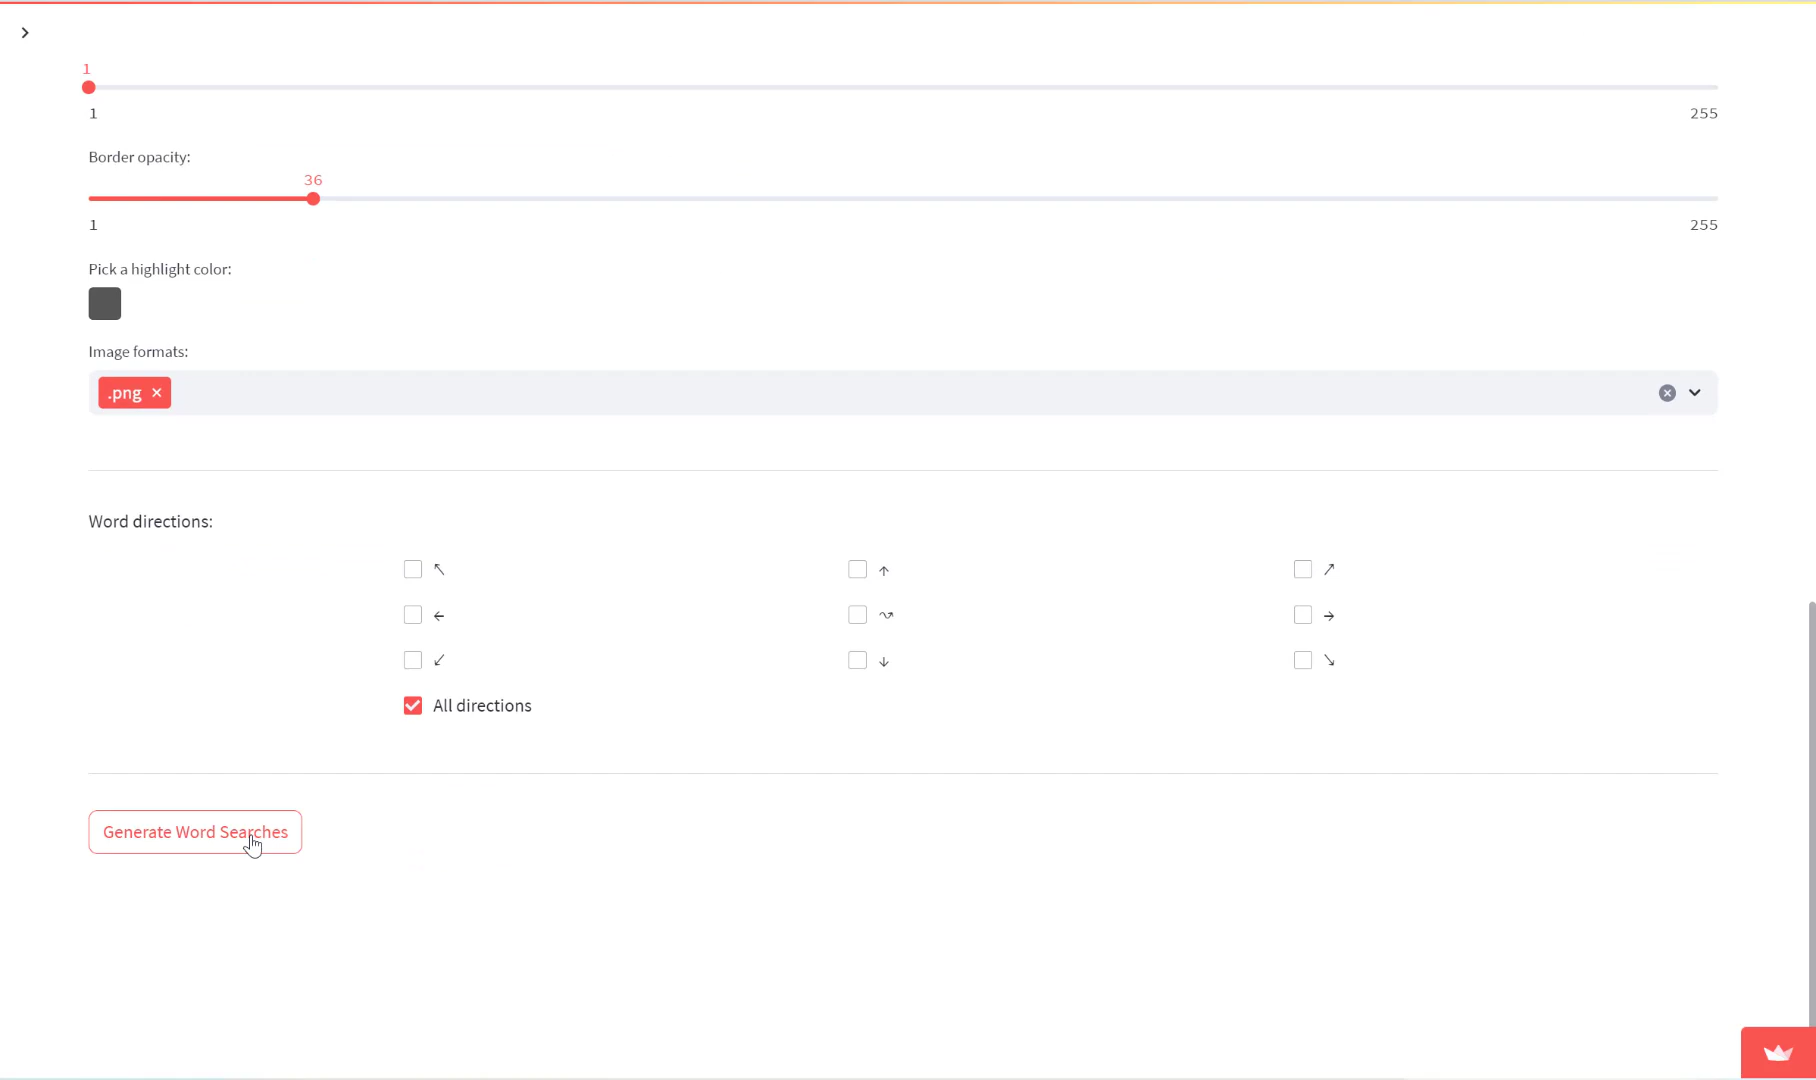 1
1 255
Border opacity:
36
1 255
Pick a highlight color:
Image formats:
.png ×
Word directions:
↖ ↑ ↗
← ↝ →
↙ ↓ ↘
All directions
Generate Word Searches